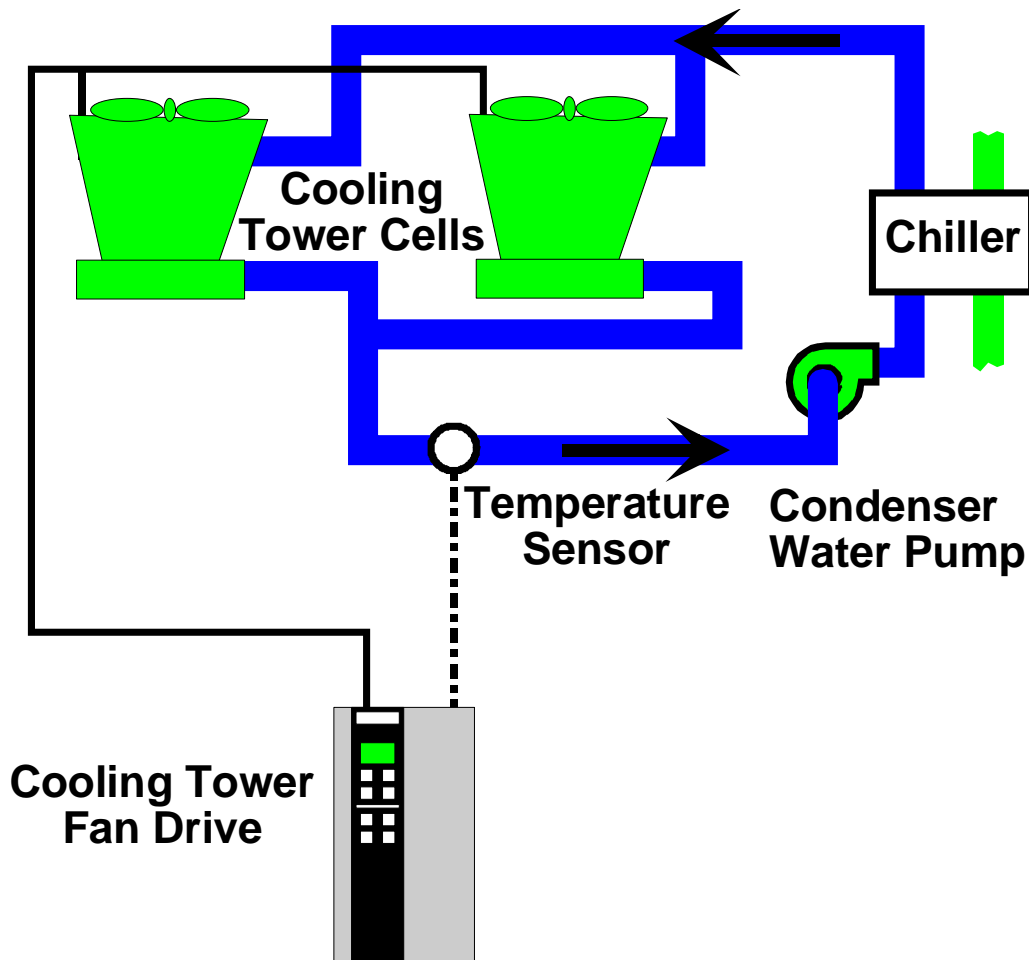 Cooling
Tower Cells
Chiller
Temperature
Sensor
Condenser
Water Pump
Cooling Tower
Fan Drive